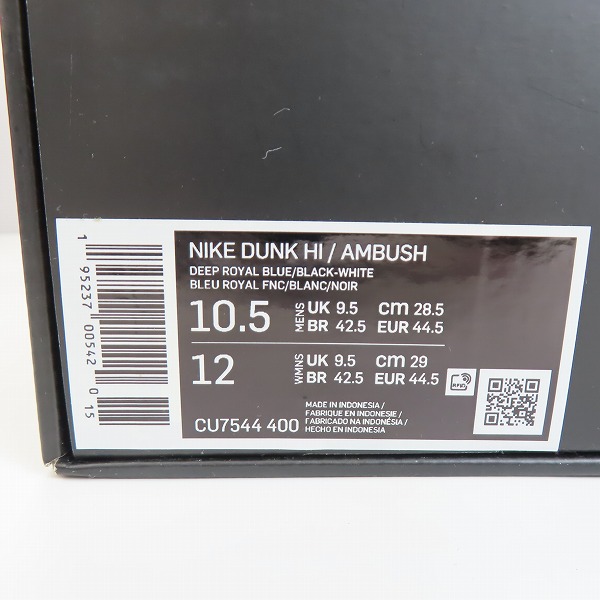 NIKE DUNK HI / AMBUSH
DEEP ROYAL BLUE/BLACK-WHITE
BLEU ROYAL FNC/BLANC/NOIR
10.5 MENS UK 9.5 CM 28.5
BR 42.5 EUR 44.5
12 WMNS UK 9.5 CM 29
BR 42.5 EUR 44.5
RFID
CU7544 400
MADE IN INDONESIA /
FABRIQUE EN INDONESIE /
FABRICADO NA INDONÉSIA /
HECHO EN INDONESIA
1 95237 00542 0 15